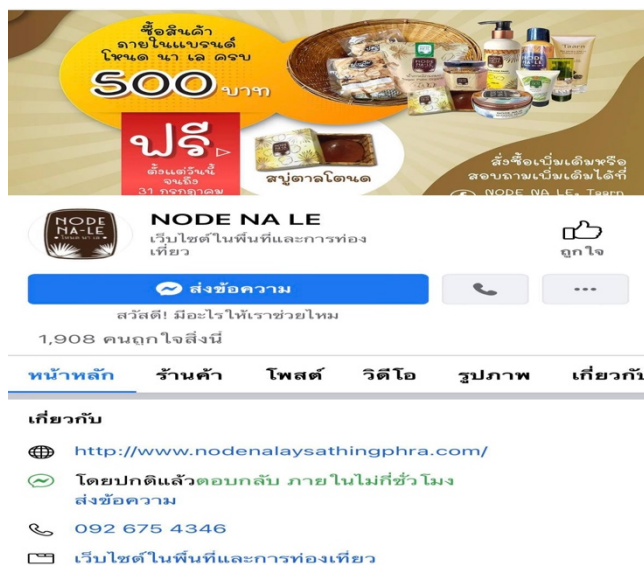 ซื้อสินค้า
ภายในแบรนด์
โหนด นา เล ครบ
500 บาท
ฟรี
ตั้งแต่วันนี้
จนถึง
31 กรกฎาคม
สบู่ตาลโตนด
สั่งซื้อเพิ่มเติมหรือ
สอบถามเพิ่มเติมได้ที่
NODE NA LE, Taarn
NODE
NA-LE
• โหนด นา เล •
NODE NA LE
เว็บไซต์ในพื้นที่และการท่อง
เที่ยว
ถูกใจ
ส่งข้อความ
สวัสดี! มีอะไรให้เราช่วยไหม
1,908 คนถูกใจสิ่งนี้
หน้าหลัก ร้านค้า โพสต์ วิดีโอ รูปภาพ เกี่ยวกับ
เกี่ยวกับ
http://www.nodenalaysathingphra.com/
โดยปกติแล้วตอบกลับ ภายในไม่กี่ชั่วโมง
ส่งข้อความ
092 675 4346
เว็บไซต์ในพื้นที่และการท่องเที่ยว